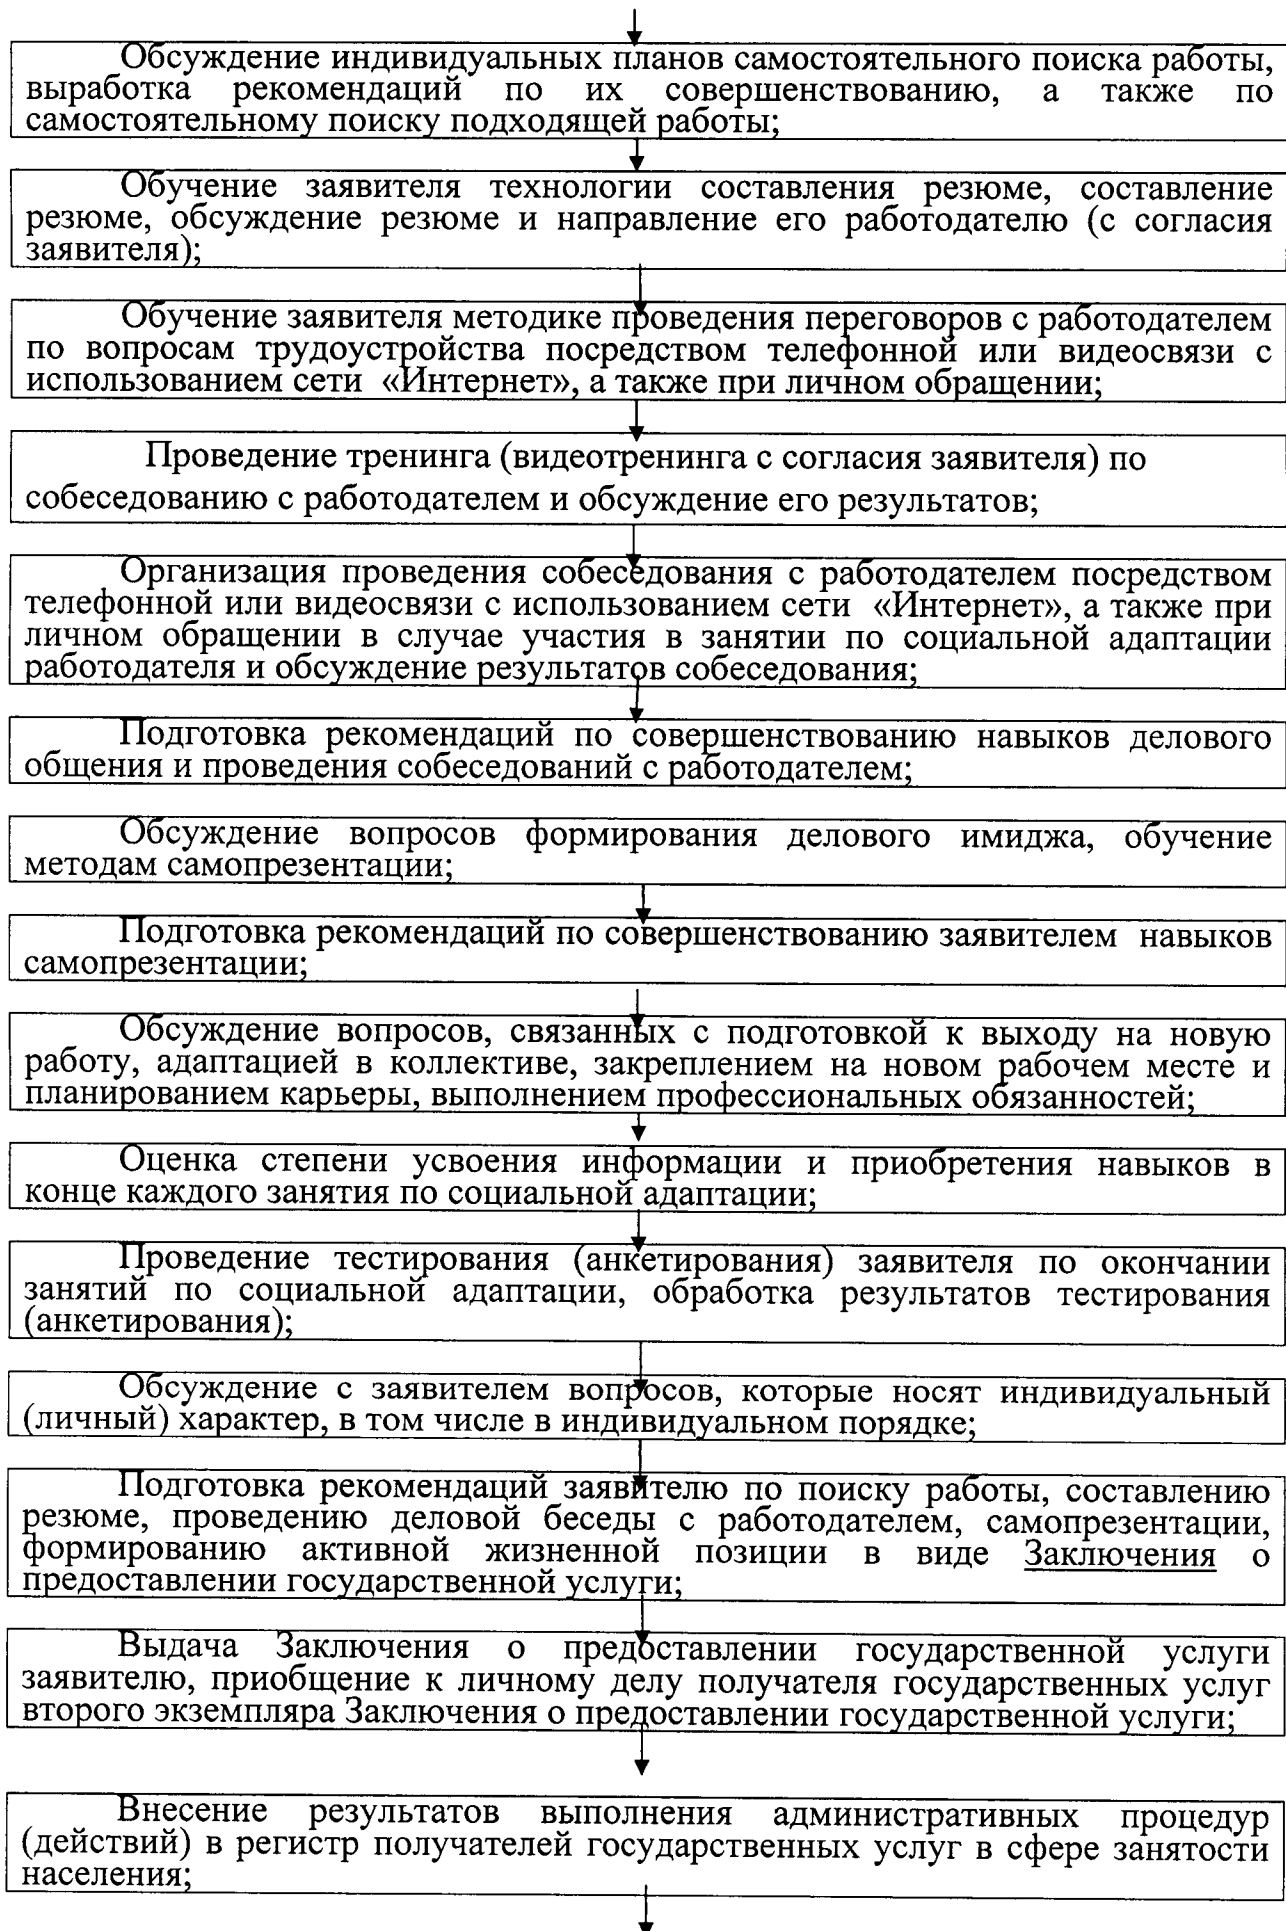 Обсуждение индивидуальных планов самостоятельного поиска работы,
выработка рекомендаций по их совершенствованию, а также по
самостоятельному поиску подходящей работы;
Обучение заявителя технологии составления резюме, составление
резюме, обсуждение резюме и направление его работодателю (с согласия
заявителя);
Обучение заявителя методике проведения переговоров с работодателем
по вопросам трудоустройства посредством телефонной или видеосвязи с
использованием сети «Интернет», а также при личном обращении;
Проведение тренинга (видеотренинга с согласия заявителя) по
собеседованию с работодателем и обсуждение его результатов;
Организация проведения собеседования с работодателем посредством
телефонной или видеосвязи с использованием сети «Интернет», а также при
личном обращении в случае участия в занятии по социальной адаптации
работодателя и обсуждение результатов собеседования;
Подготовка рекомендаций по совершенствованию навыков делового
общения и проведения собеседований с работодателем;
Обсуждение вопросов формирования делового имиджа, обучение
методам самопрезентации;
Подготовка рекомендаций по совершенствованию заявителем навыков
самопрезентации;
Обсуждение вопросов, связанных с подготовкой к выходу на новую
работу, адаптацией в коллективе, закреплением на новом рабочем месте и
планированием карьеры, выполнением профессиональных обязанностей;
Оценка степени усвоения информации и приобретения навыков в
конце каждого занятия по социальной адаптации;
Проведение тестирования (анкетирования) заявителя по окончании
занятий по социальной адаптации, обработка результатов тестирования
(анкетирования);
Обсуждение с заявителем вопросов, которые носят индивидуальный
(личный) характер, в том числе в индивидуальном порядке;
Подготовка рекомендаций заявителю по поиску работы, составлению
резюме, проведению деловой беседы с работодателем, самопрезентации,
формированию активной жизненной позиции в виде Заключения о
предоставлении государственной услуги;
Выдача Заключения о предоставлении государственной услуги
заявителю, приобщение к личному делу получателя государственных услуг
второго экземпляра Заключения о предоставлении государственной услуги;
Внесение результатов выполнения административных процедур
(действий) в регистр получателей государственных услуг в сфере занятости
населения;